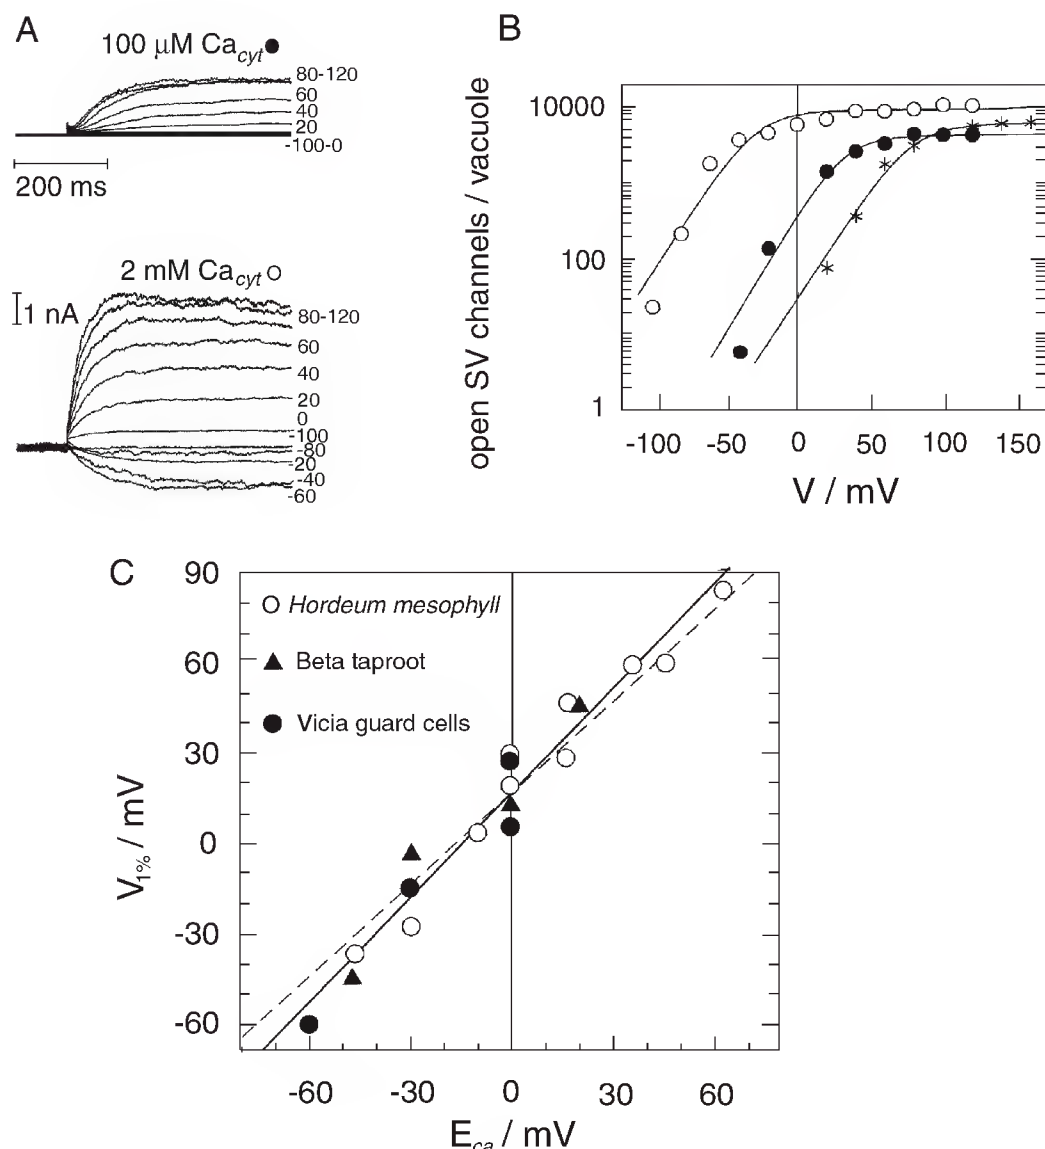 A
100 µM Ca_cyt ●
80-120
60
40
20
-100-0
200 ms
2 mM Ca_cyt ○
1 nA
80-120
60
40
20
0
-100
-80
-20
-40
-60
B
open SV channels / vacuole
10000
100
1
-100 -50 0 50 100 150
V / mV
C
○ Hordeum mesophyll
▲ Beta taproot
● Vicia guard cells
V_1% / mV
90
60
30
0
-30
-60
-60 -30 0 30 60
E_ca / mV